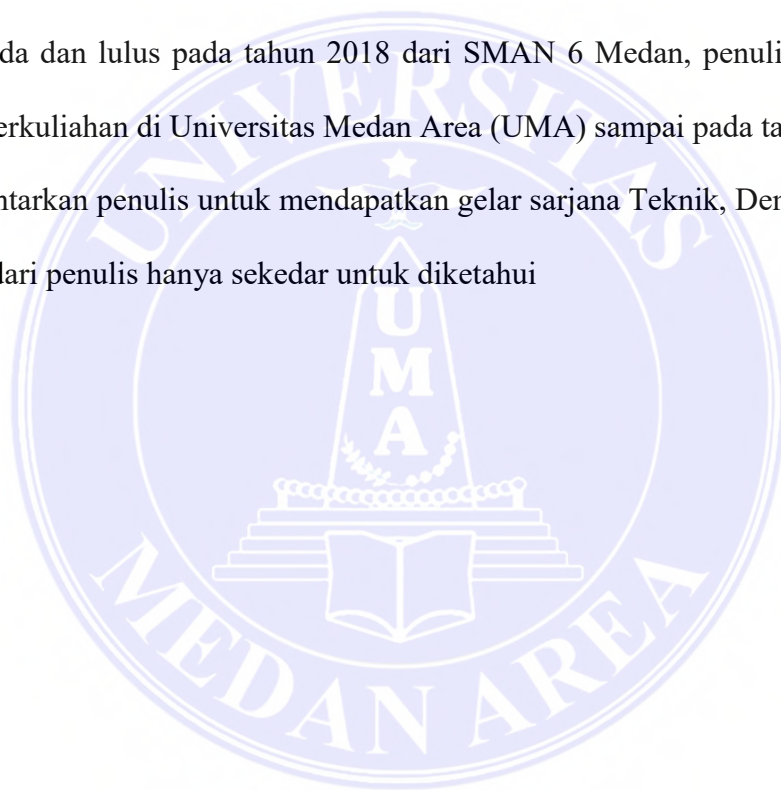 da dan lulus pada tahun 2018 dari SMAN 6 Medan, penuli
erkuliahan di Universitas Medan Area (UMA) sampai pada ta
ntarkan penulis untuk mendapatkan gelar sarjana Teknik, Den
dari penulis hanya sekedar untuk diketahui
UNIVERSITAS
UMA
MEDAN AREA